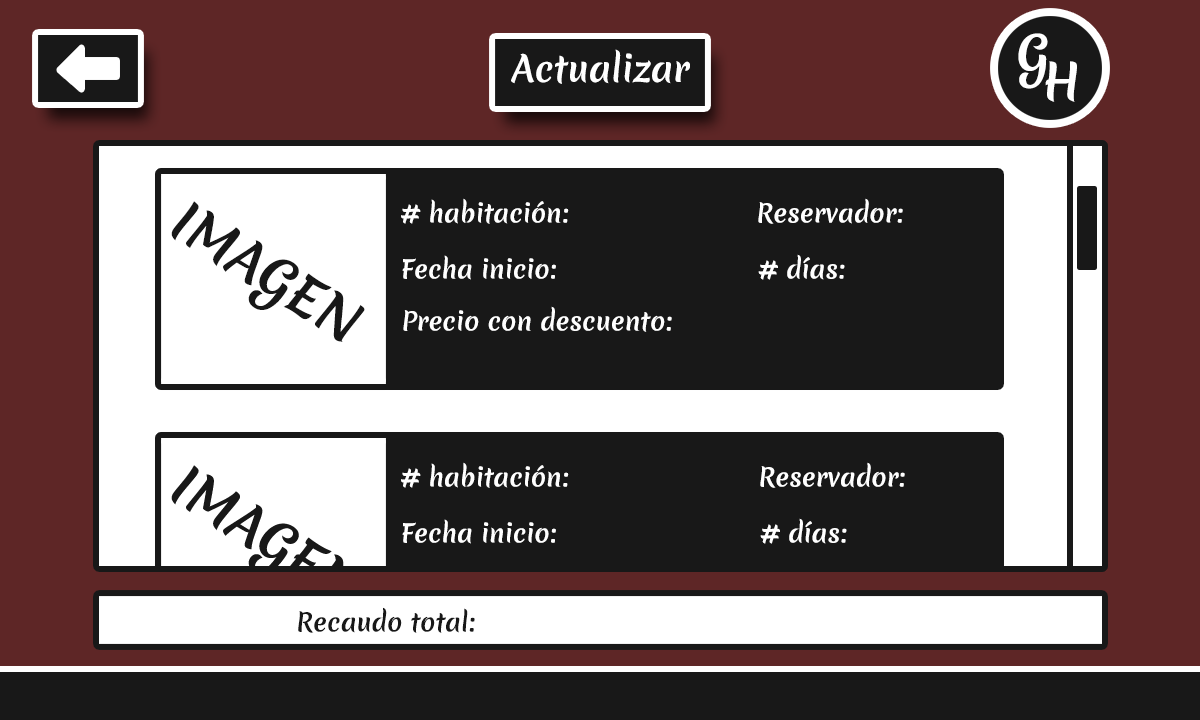 Actualizar
GH
IMAGEN
# habitación:
Reservador:
Fecha inicio:
# días:
Precio con descuento:
IMAGEN
# habitación:
Reservador:
Fecha inicio:
# días:
Recaudo total: